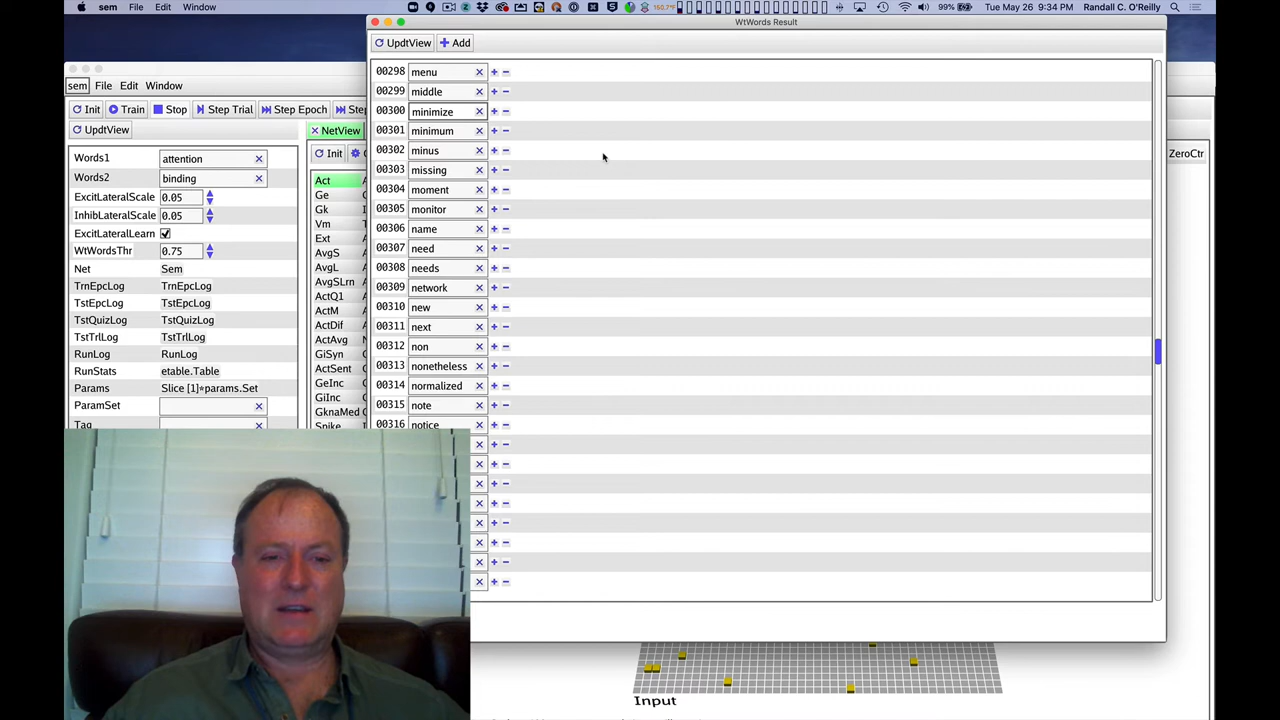 sem File Edit Window
150.7°F
99%
Tue May 26 9:34 PM Randall C. O'Reilly
WtWords Result
UpdtView Add
00298 menu
00299 middle
00300 minimize
00301 minimum
00302 minus
00303 missing
00304 moment
00305 monitor
00306 name
00307 need
00308 needs
00309 network
00310 new
00311 next
00312 non
00313 nonetheless
00314 normalized
00315 note
00316 notice
sem File Edit Window
Init Train Stop Step Trial Step Epoch Step
UpdtView
Words1 attention
Words2 binding
ExcitLateralScale 0.05
InhibLateralScale 0.05
ExcitLateralLearn
WtWordsThr 0.75
Net Sem
TrnEpcLog TrnEpcLog
TstEpcLog TstEpcLog
TstQuizLog TstQuizLog
TstTrlLog TstTrlLog
RunLog RunLog
RunStats etable.Table
Params Slice [1]*params.Set
ParamSet
Tag
NetView
Init
ZeroCtr
Act
Ge
Gk
Vm
Ext
AvgS
AvgL
AvgSLrn
ActQ1
ActM
ActDif
ActAvg
GiSyn
ActSent
GeInc
GiInc
GknaMed
Spike
Input